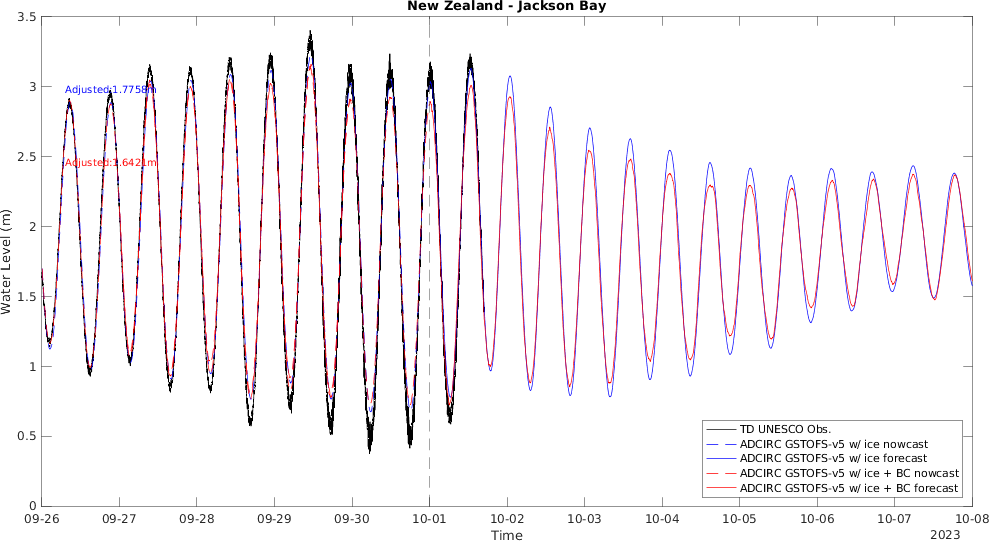 New Zealand - Jackson Bay
3.5
3
2.5
2
1.5
1
0.5
0
Water Level (m)
Adjusted:1.7758m
Adjusted:1.6421m
TD UNESCO Obs.
ADCIRC GSTOFS-v5 w/ ice nowcast
ADCIRC GSTOFS-v5 w/ ice forecast
ADCIRC GSTOFS-v5 w/ ice + BC nowcast
ADCIRC GSTOFS-v5 w/ ice + BC forecast
09-26 09-27 09-28 09-29 09-30 10-01 10-02 10-03 10-04 10-05 10-06 10-07 10-08
Time
2023